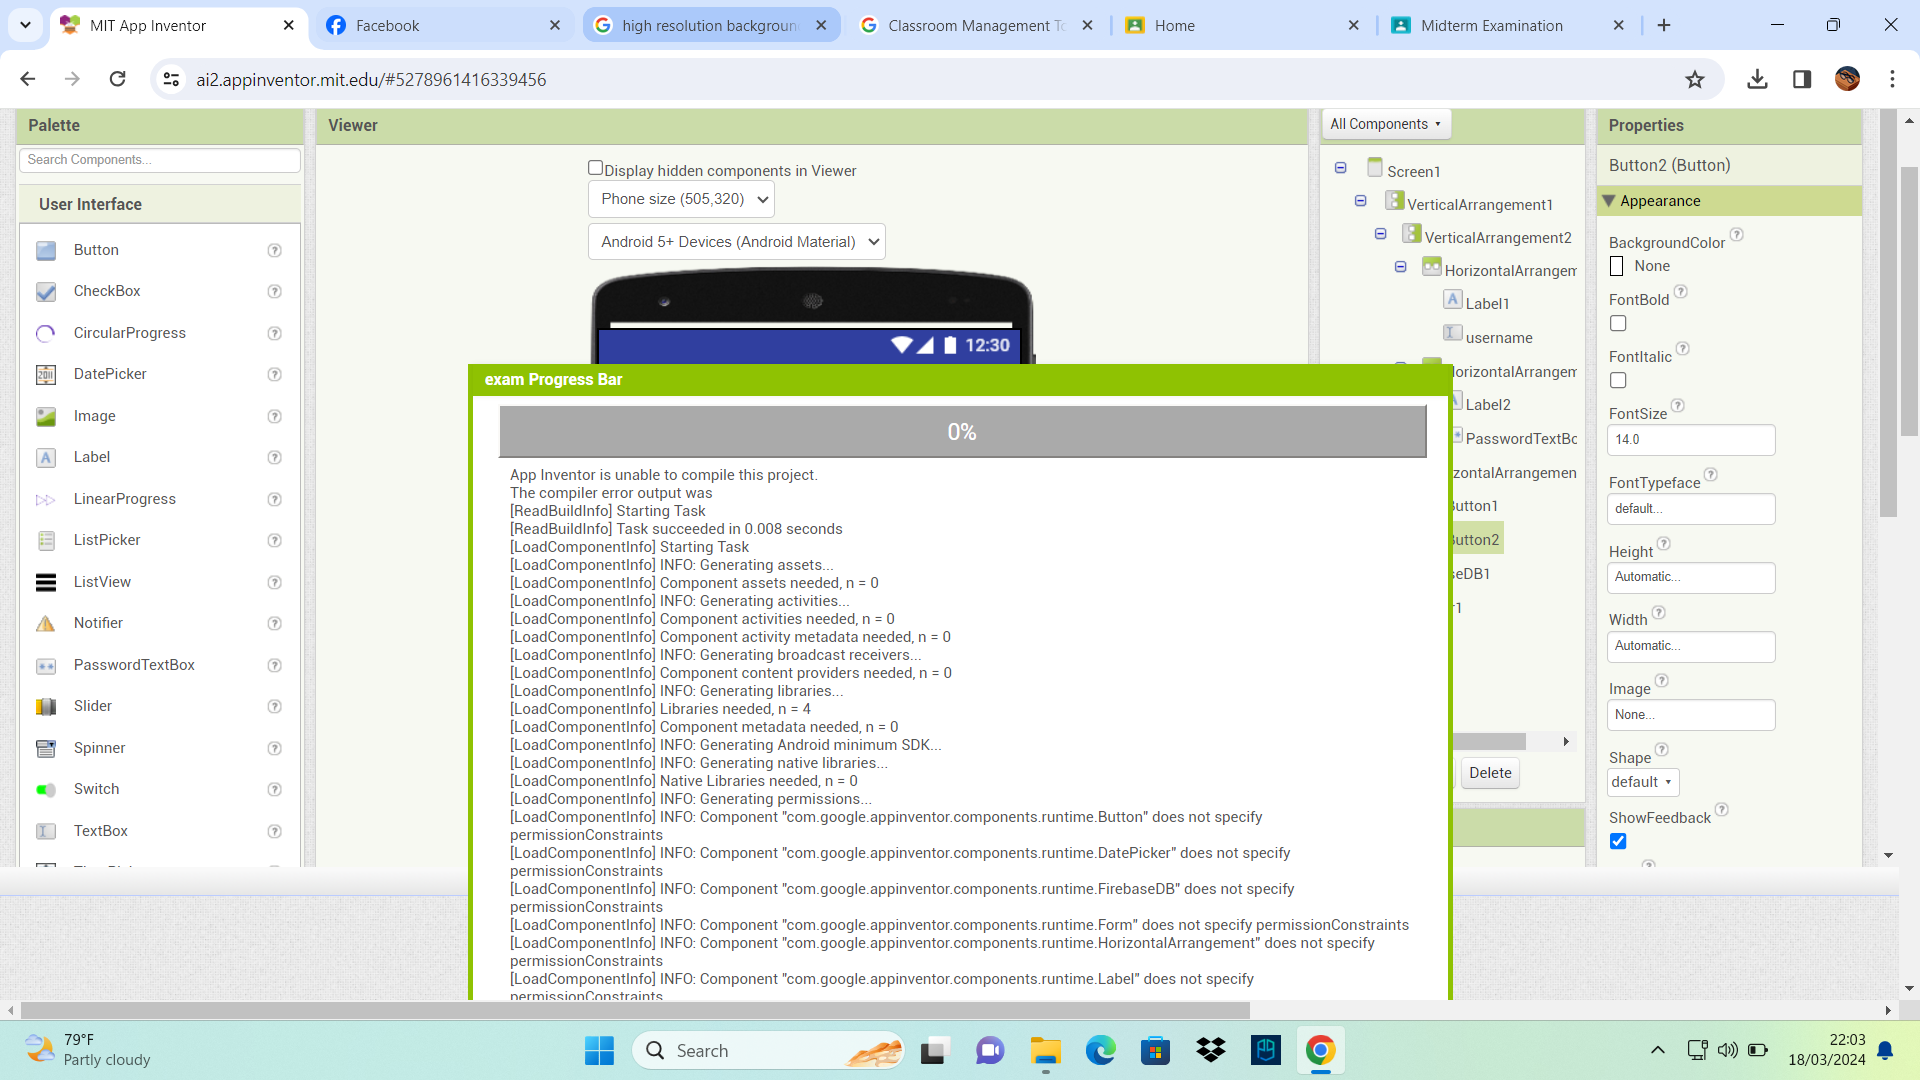 MIT App Inventor
Facebook
high resolution backgroun
Classroom Management To
Home
Midterm Examination
ai2.appinventor.mit.edu/#5278961416339456
Palette
Search Components...
User Interface
Button
CheckBox
CircularProgress
DatePicker
Image
Label
LinearProgress
ListPicker
ListView
Notifier
PasswordTextBox
Slider
Spinner
Switch
TextBox
Viewer
Display hidden components in Viewer
Phone size (505,320)
Android 5+ Devices (Android Material)
12:30
exam Progress Bar
0%
App Inventor is unable to compile this project.
The compiler error output was
[ReadBuildInfo] Starting Task
[ReadBuildInfo] Task succeeded in 0.008 seconds
[LoadComponentInfo] Starting Task
[LoadComponentInfo] INFO: Generating assets...
[LoadComponentInfo] Component assets needed, n = 0
[LoadComponentInfo] INFO: Generating activities...
[LoadComponentInfo] Component activities needed, n = 0
[LoadComponentInfo] Component activity metadata needed, n = 0
[LoadComponentInfo] INFO: Generating broadcast receivers...
[LoadComponentInfo] Component content providers needed, n = 0
[LoadComponentInfo] INFO: Generating libraries...
[LoadComponentInfo] Libraries needed, n = 4
[LoadComponentInfo] Component metadata needed, n = 0
[LoadComponentInfo] INFO: Generating Android minimum SDK...
[LoadComponentInfo] INFO: Generating native libraries...
[LoadComponentInfo] Native Libraries needed, n = 0
[LoadComponentInfo] INFO: Generating permissions...
[LoadComponentInfo] INFO: Component "com.google.appinventor.components.runtime.Button" does not specify
permissionConstraints
[LoadComponentInfo] INFO: Component "com.google.appinventor.components.runtime.DatePicker" does not specify
permissionConstraints
[LoadComponentInfo] INFO: Component "com.google.appinventor.components.runtime.FirebaseDB" does not specify
permissionConstraints
[LoadComponentInfo] INFO: Component "com.google.appinventor.components.runtime.Form" does not specify permissionConstraints
[LoadComponentInfo] INFO: Component "com.google.appinventor.components.runtime.HorizontalArrangement" does not specify
permissionConstraints
[LoadComponentInfo] INFO: Component "com.google.appinventor.components.runtime.Label" does not specify
permissionConstraints
All Components
Screen1
VerticalArrangement1
VerticalArrangement2
HorizontalArrangem
Label1
username
orizontalArrangem
Label2
PasswordTextBo
zontalArrangemen
utton1
utton2
eDB1
1
Delete
Properties
Button2 (Button)
Appearance
BackgroundColor
None
FontBold
FontItalic
FontSize
14.0
FontTypeface
default...
Height
Automatic...
Width
Automatic...
Image
None...
Shape
default
ShowFeedback
79°F
Partly cloudy
Search
22:03
18/03/2024